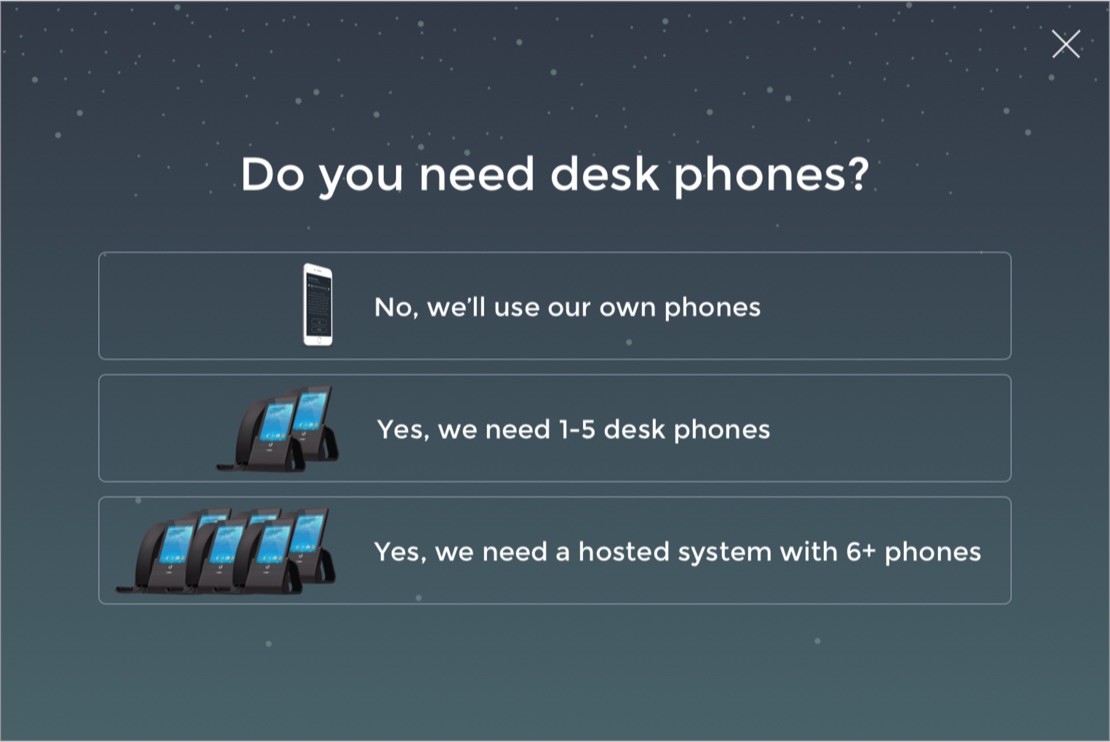 Do you need desk phones?
No, we’ll use our own phones
Yes, we need 1-5 desk phones
Yes, we need a hosted system with 6+ phones